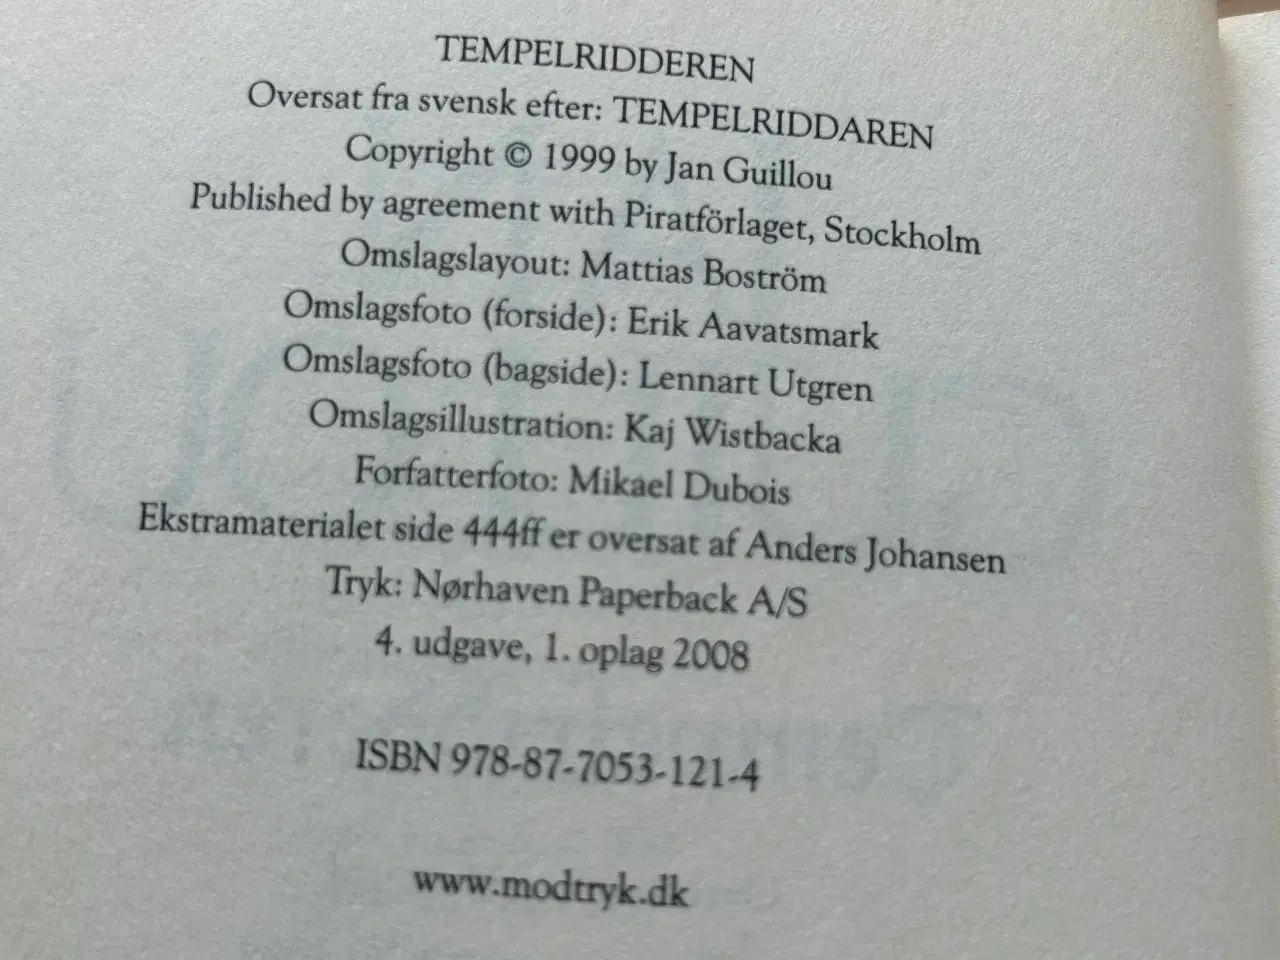 TEMPELRIDDEREN
Oversat fra svensk efter: TEMPELRIDDAREN
Copyright © 1999 by Jan Guillou
Published by agreement with Piratförlaget, Stockholm
Omslagslayout: Mattias Boström
Omslagsfoto (forside): Erik Aavatsmark
Omslagsfoto (bagside): Lennart Utgren
Omslagsillustration: Kaj Wistbacka
Forfatterfoto: Mikael Dubois
Ekstramaterialet side 444ff er oversat af Anders Johansen
Tryk: Nørhaven Paperback A/S
4. udgave, 1. oplag 2008
ISBN 978-87-7053-121-4
www.modtryk.dk